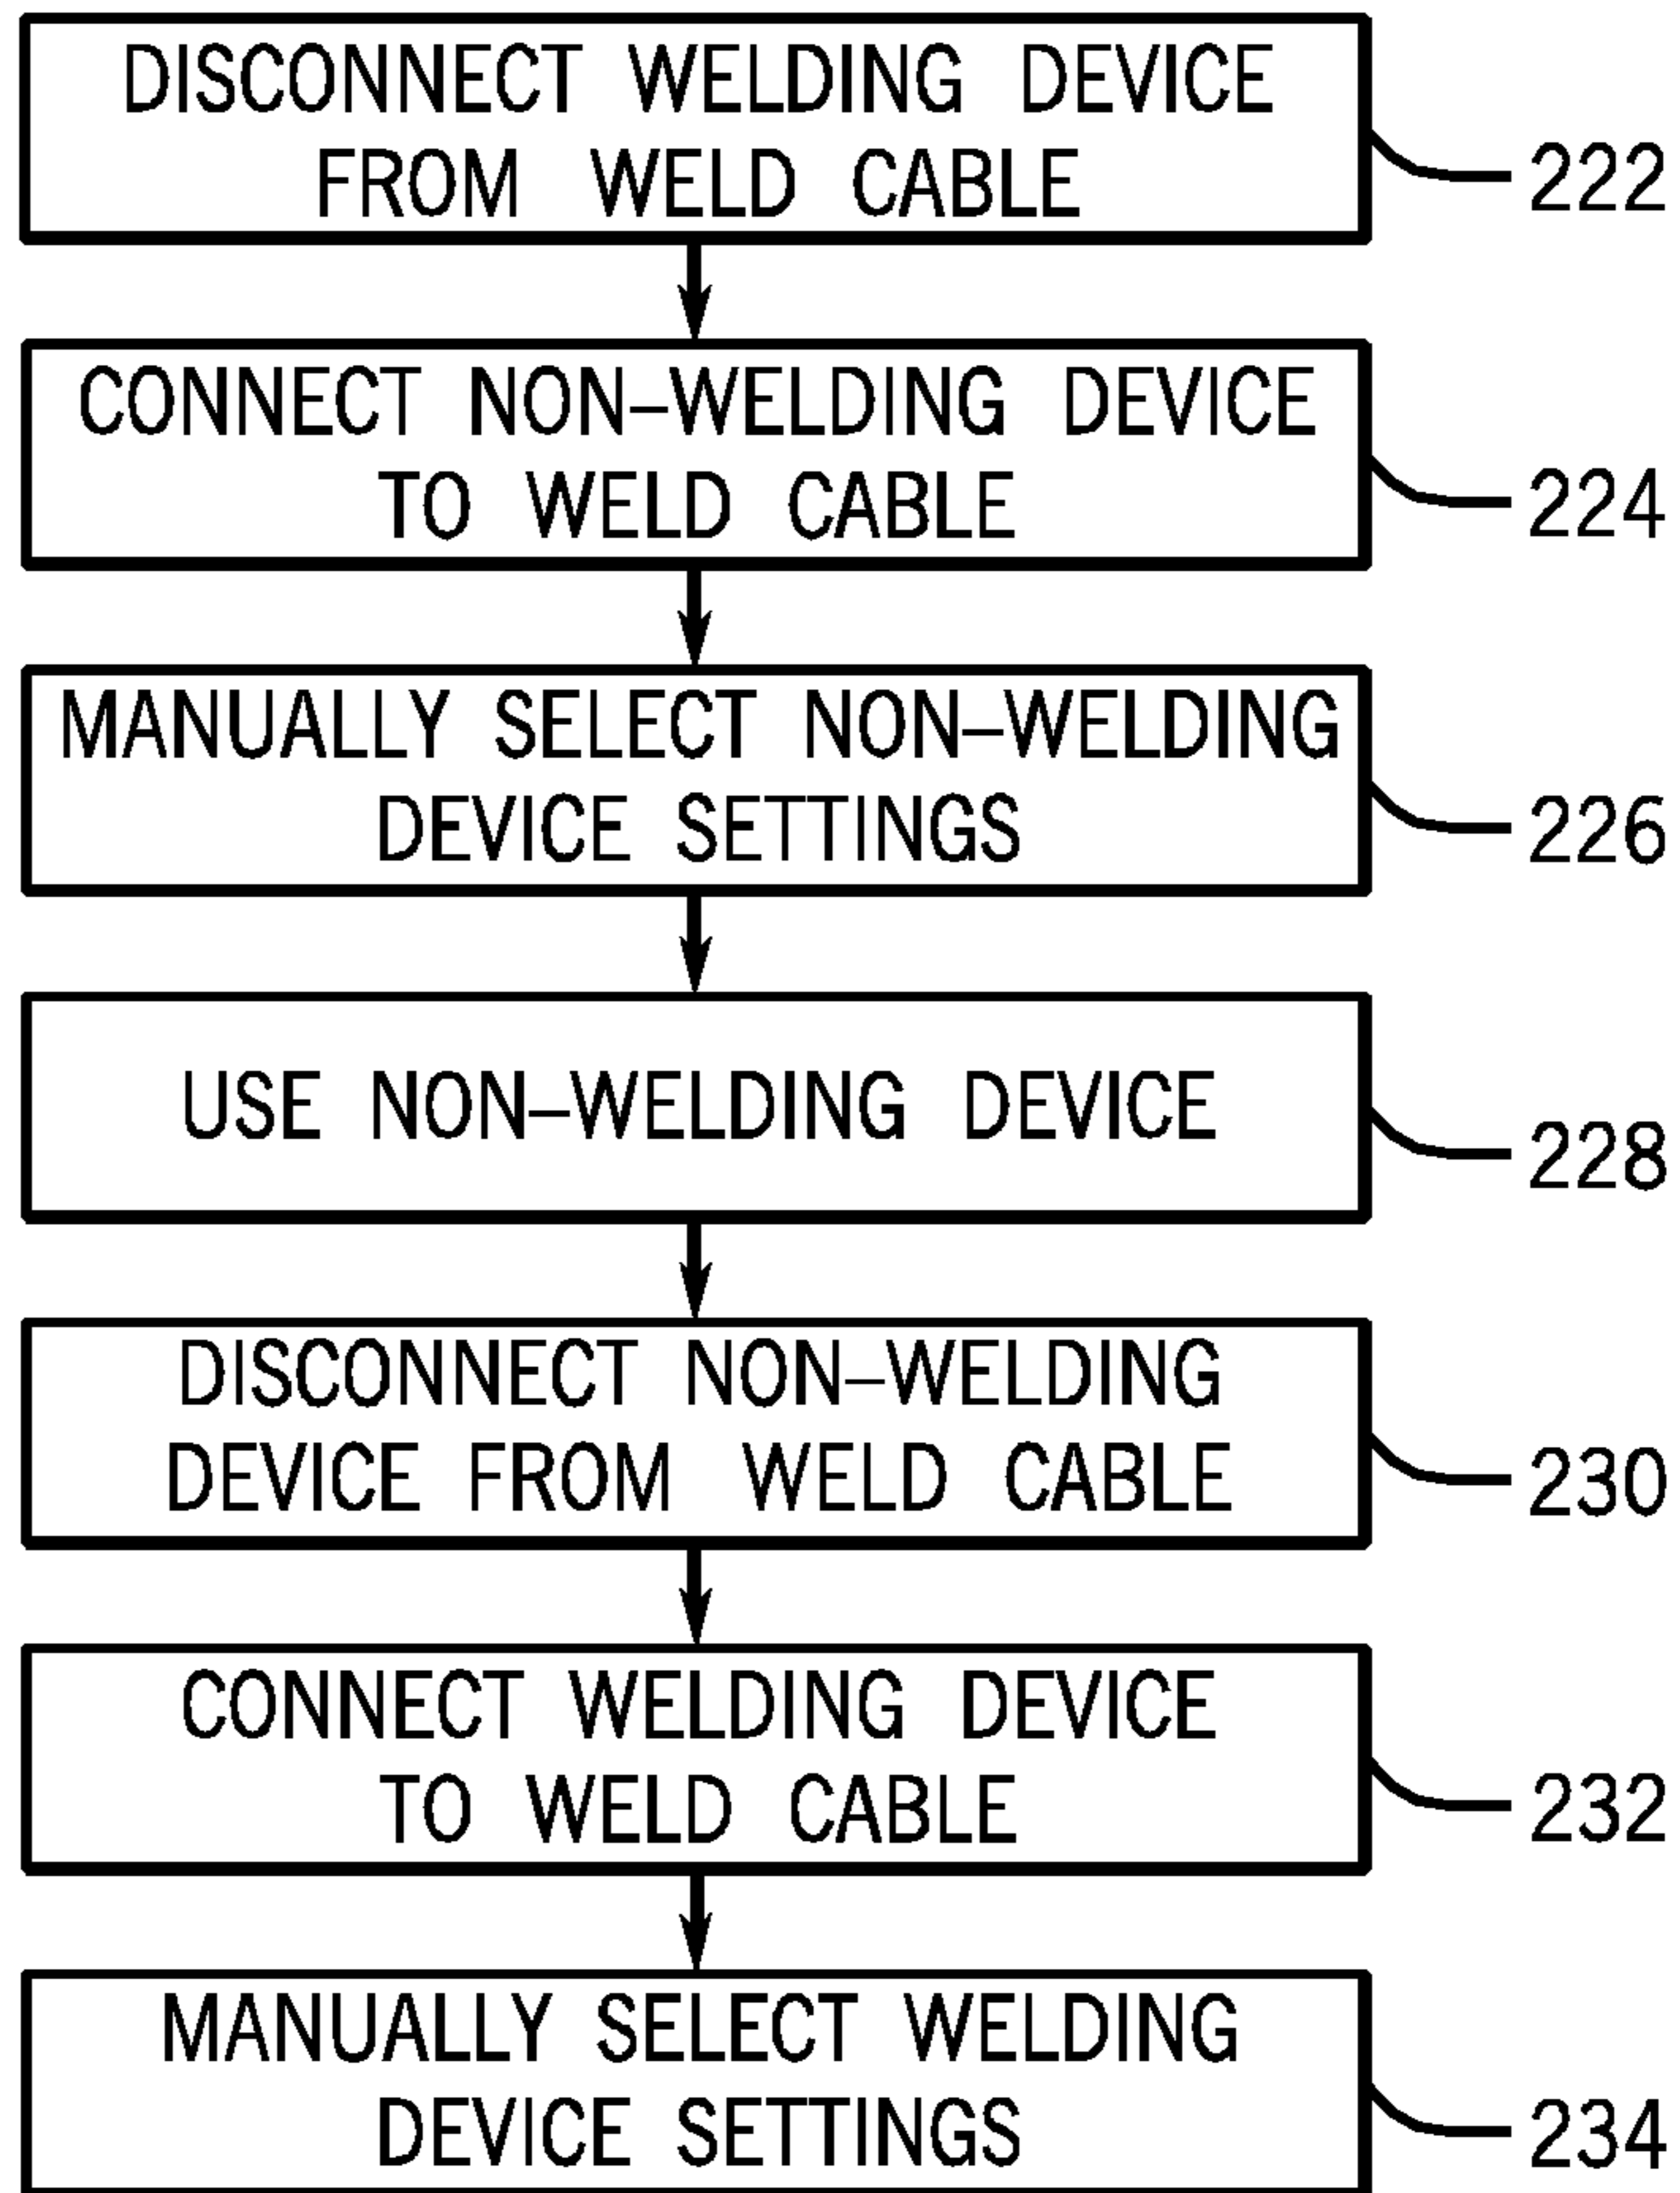 DISCONNECT WELDING DEVICE
FROM WELD CABLE
222
CONNECT NON–WELDING DEVICE
TO WELD CABLE
224
MANUALLY SELECT NON–WELDING
DEVICE SETTINGS
226
USE NON–WELDING DEVICE
228
DISCONNECT NON–WELDING
DEVICE FROM WELD CABLE
230
CONNECT WELDING DEVICE
TO WELD CABLE
232
MANUALLY SELECT WELDING
DEVICE SETTINGS
234